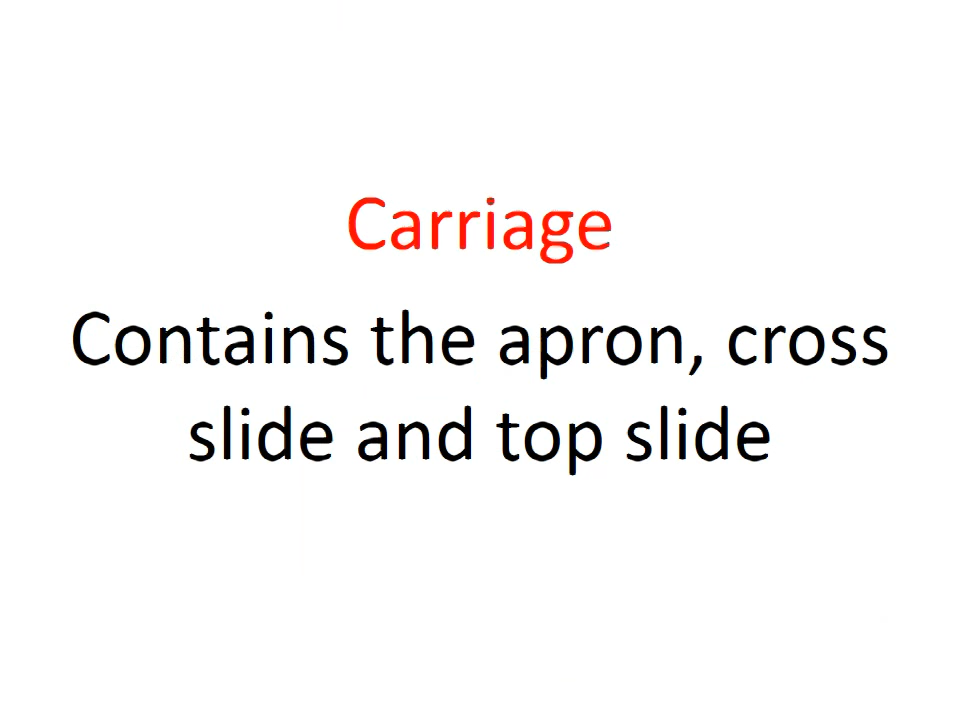 Carriage
Contains the apron, cross
slide and top slide